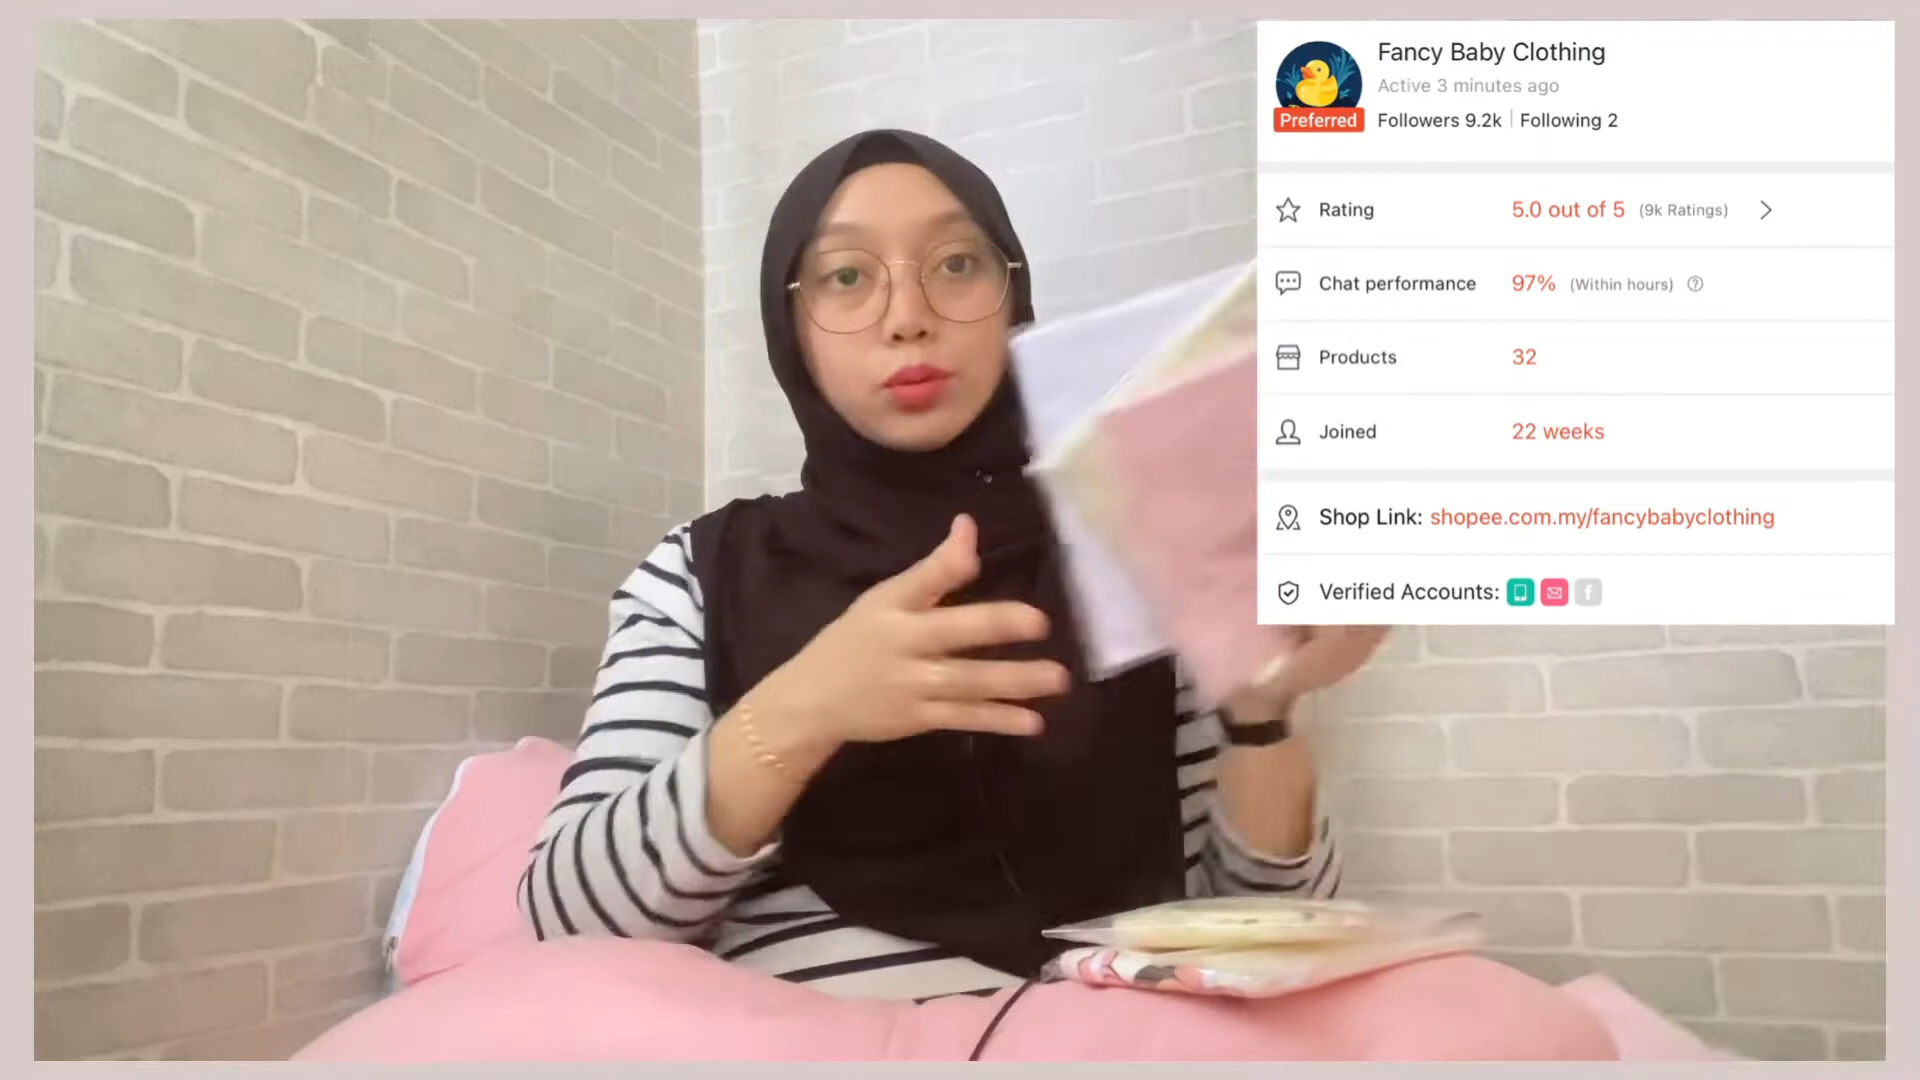 Fancy Baby Clothing
Active 3 minutes ago
Preferred
Followers 9.2k | Following 2
Rating 5.0 out of 5 (9k Ratings)
Chat performance 97% (Within hours)
Products 32
Joined 22 weeks
Shop Link: shopee.com.my/fancybabyclothing
Verified Accounts: